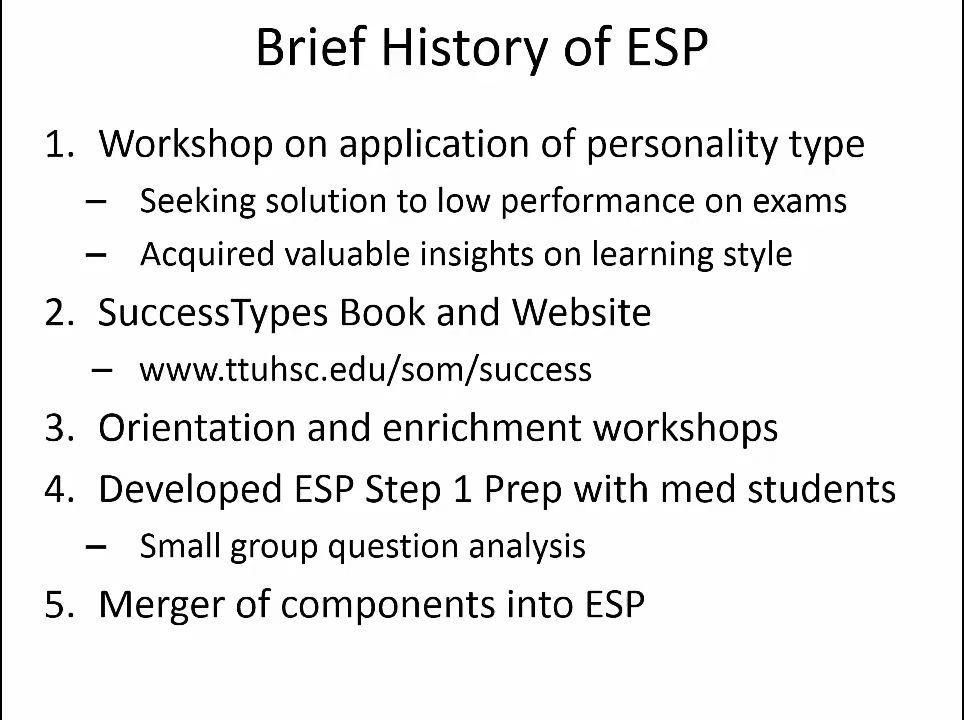 Brief History of ESP
1. Workshop on application of personality type
– Seeking solution to low performance on exams
– Acquired valuable insights on learning style
2. SuccessTypes Book and Website
– www.ttuhsc.edu/som/success
3. Orientation and enrichment workshops
4. Developed ESP Step 1 Prep with med students
– Small group question analysis
5. Merger of components into ESP